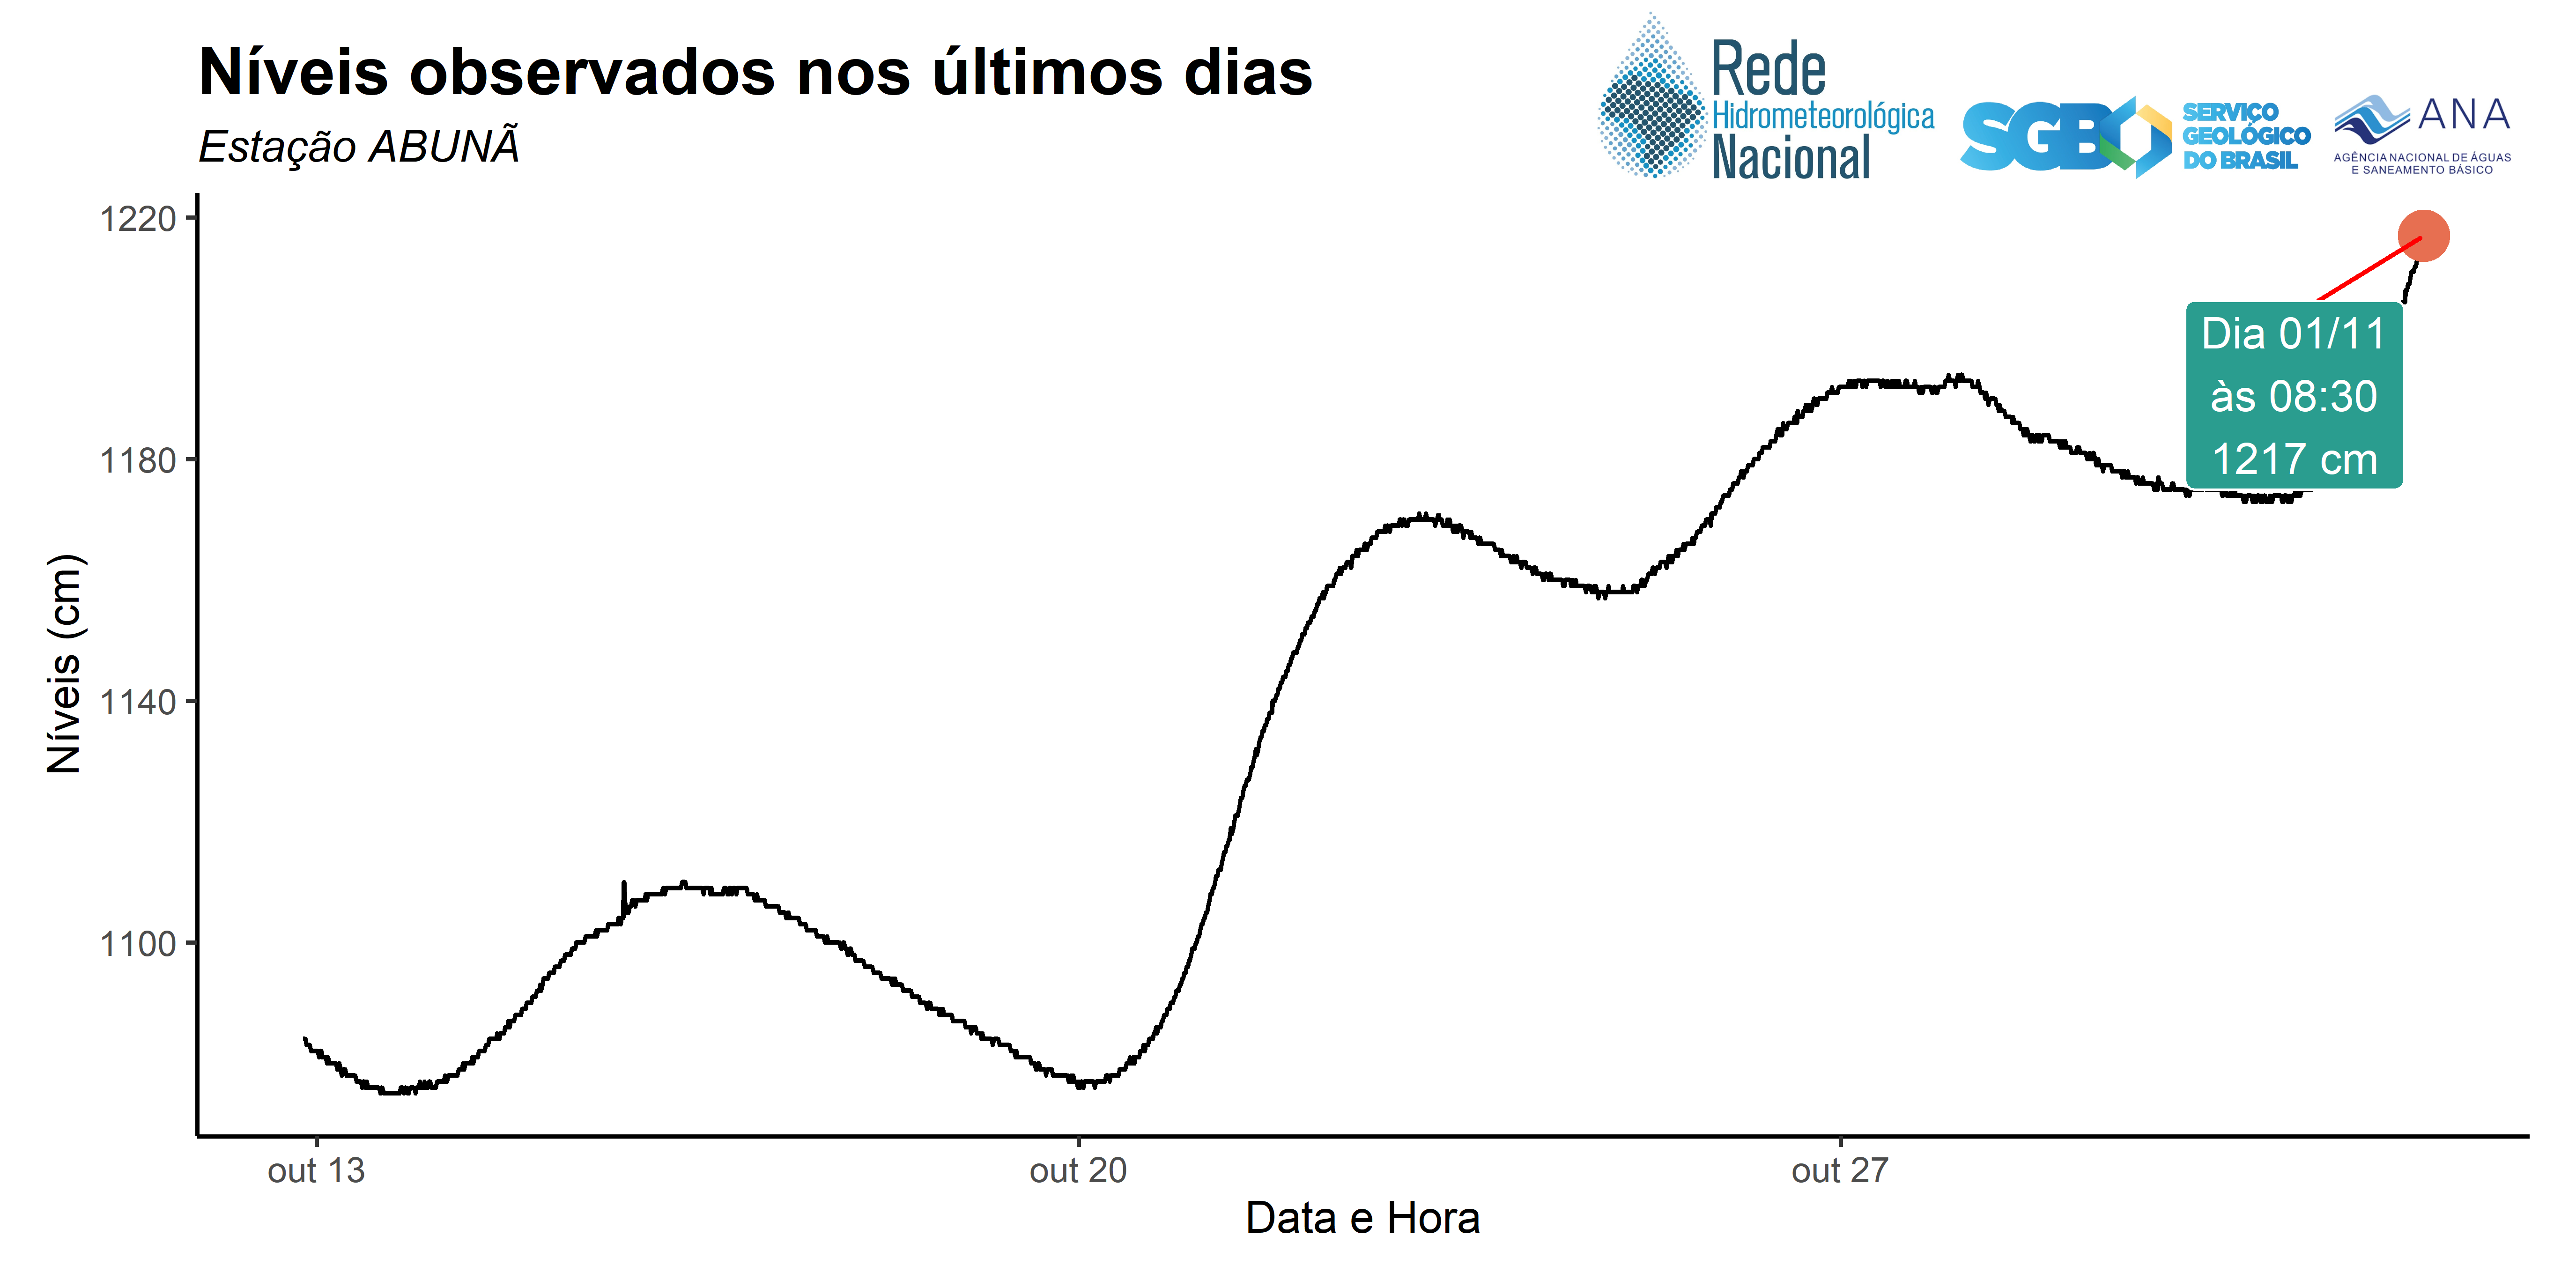 Níveis observados nos últimos dias
Estação ABUNÃ
Rede
Hidrometeorológica
Nacional
SGB
SERVIÇO
GEOLÓGICO
DO BRASIL
ANA
AGÊNCIA NACIONAL DE ÁGUAS
E SANEAMENTO BÁSICO
Níveis (cm)
1220
1180
1140
1100
Dia 01/11
às 08:30
1217 cm
out 13
out 20
out 27
Data e Hora